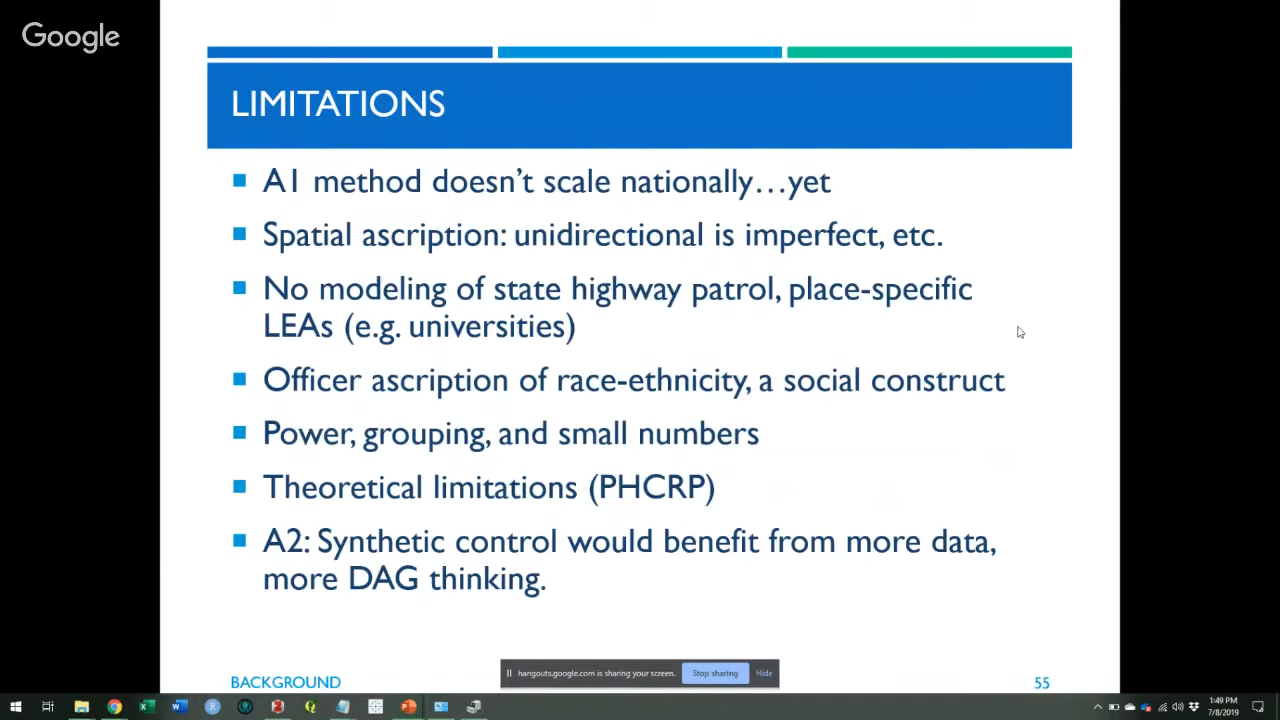 Google
LIMITATIONS
A1 method doesn't scale nationally…yet
Spatial ascription: unidirectional is imperfect, etc.
No modeling of state highway patrol, place-specific
LEAs (e.g. universities)
Officer ascription of race-ethnicity, a social construct
Power, grouping, and small numbers
Theoretical limitations (PHCRP)
A2: Synthetic control would benefit from more data,
more DAG thinking.
hangouts.google.com is sharing your screen. Stop sharing Hide
BACKGROUND 55
1:49 PM
7/8/2019